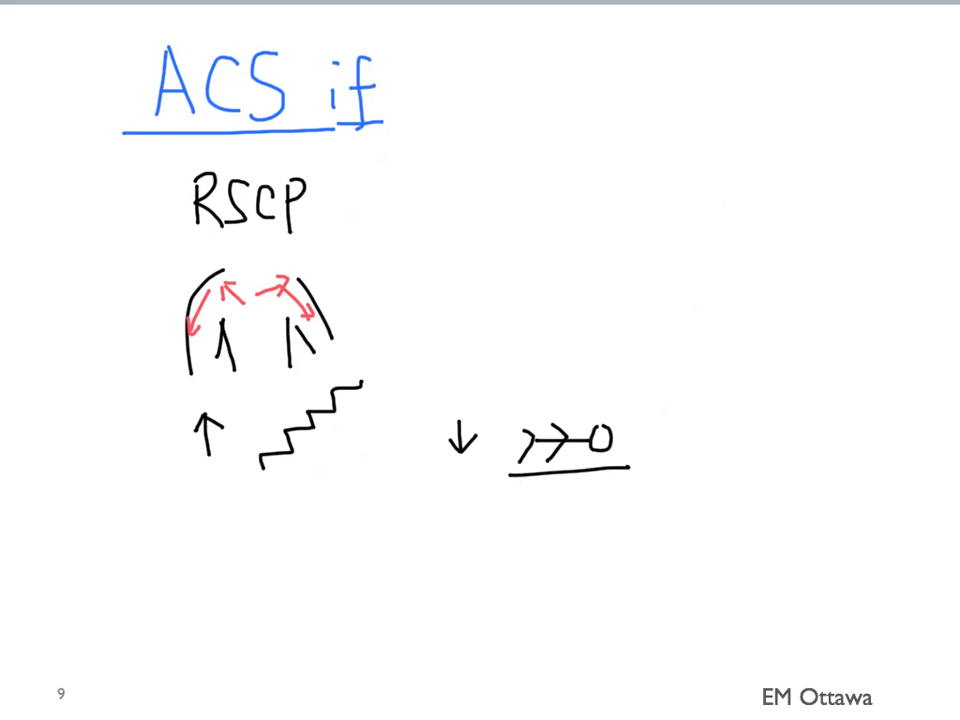 ACS if
RSCP
↑
↓
9
EM Ottawa